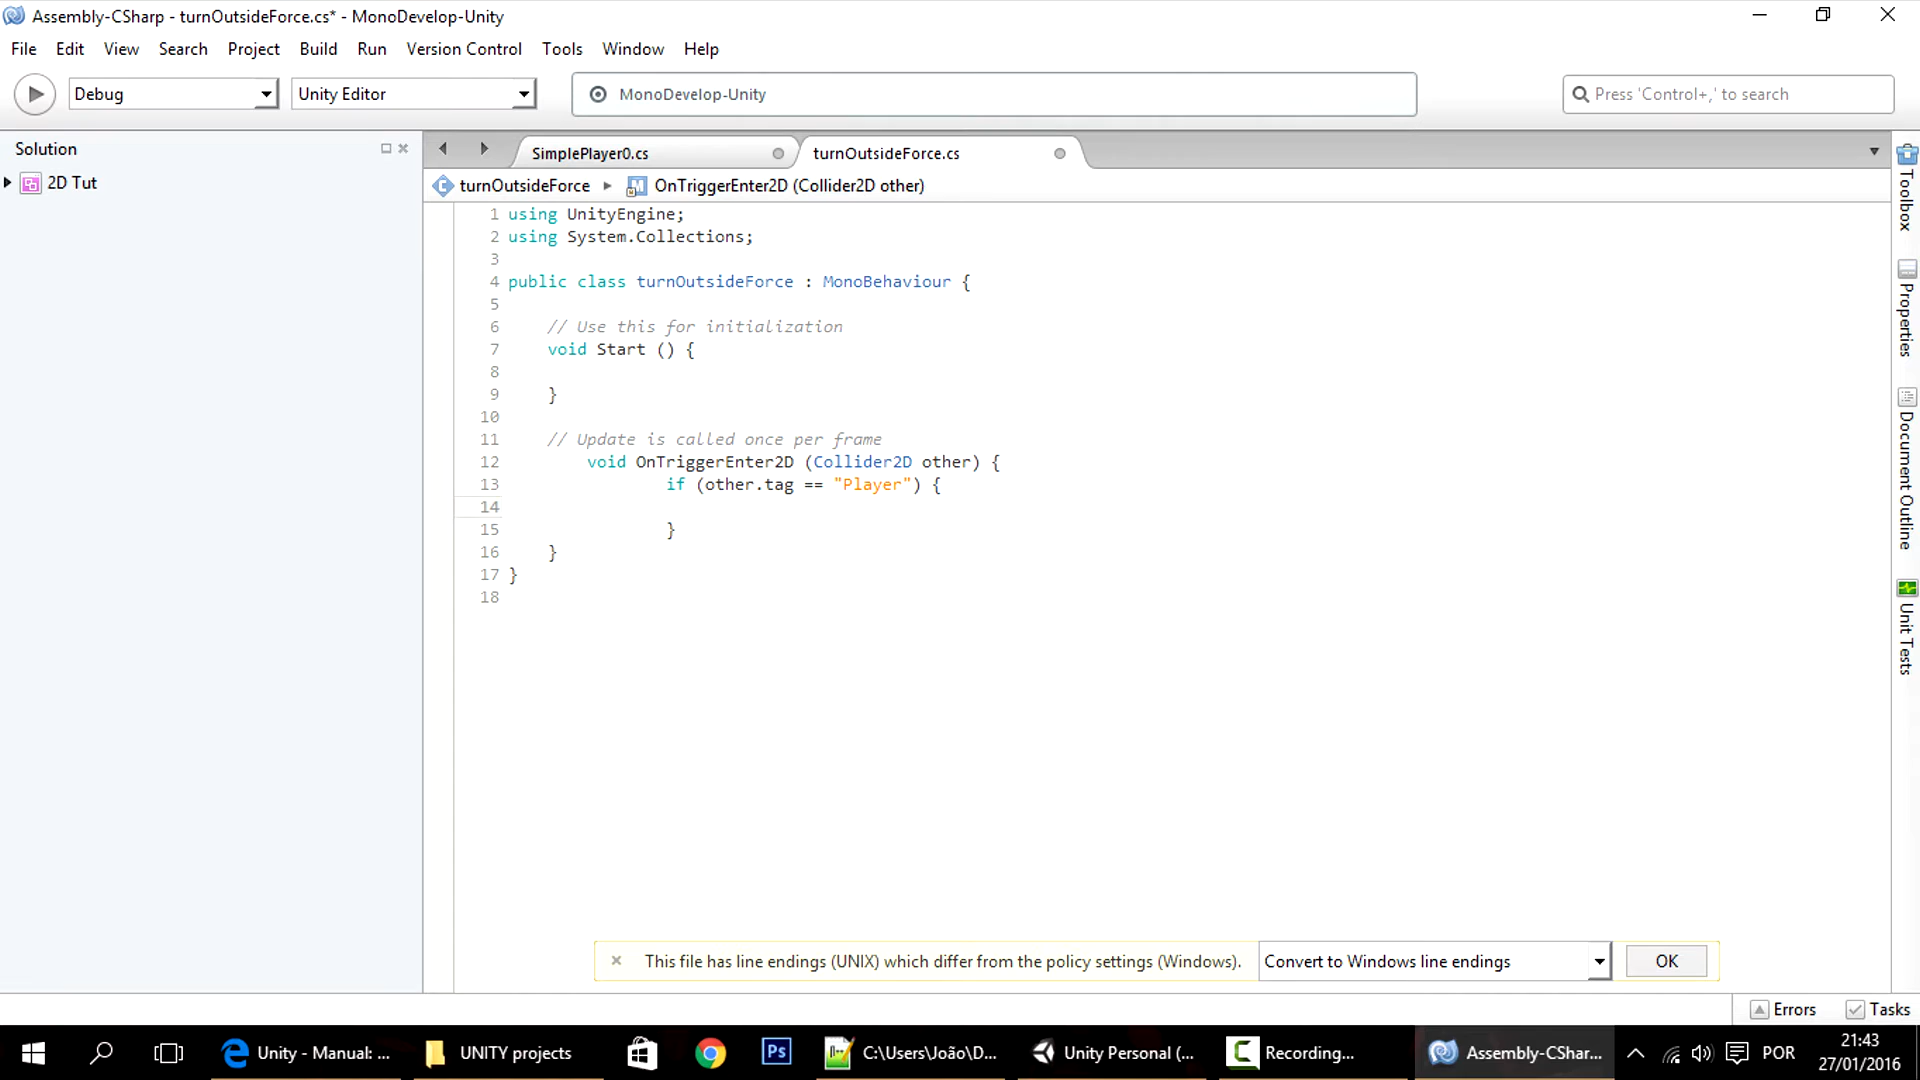 Assembly-CSharp - turnOutsideForce.cs* - MonoDevelop-Unity
File Edit View Search Project Build Run Version Control Tools Window Help
Debug Unity Editor MonoDevelop-Unity Press 'Control+,' to search
Solution
2D Tut
SimplePlayer0.cs turnOutsideForce.cs
turnOutsideForce OnTriggerEnter2D (Collider2D other)
1 using UnityEngine;
2 using System.Collections;
3
4 public class turnOutsideForce : MonoBehaviour {
5
6 // Use this for initialization
7 void Start () {
8
9 }
10
11 // Update is called once per frame
12 void OnTriggerEnter2D (Collider2D other) {
13 if (other.tag == "Player") {
14
15 }
16 }
17 }
18
Toolbox
Properties
Document Outline
Unit Tests
This file has line endings (UNIX) which differ from the policy settings (Windows). Convert to Windows line endings OK
Errors Tasks
Unity - Manual: ... UNITY projects Ps C:\Users\João\D... Unity Personal (... Recording... Assembly-CShar... POR
21:43
27/01/2016